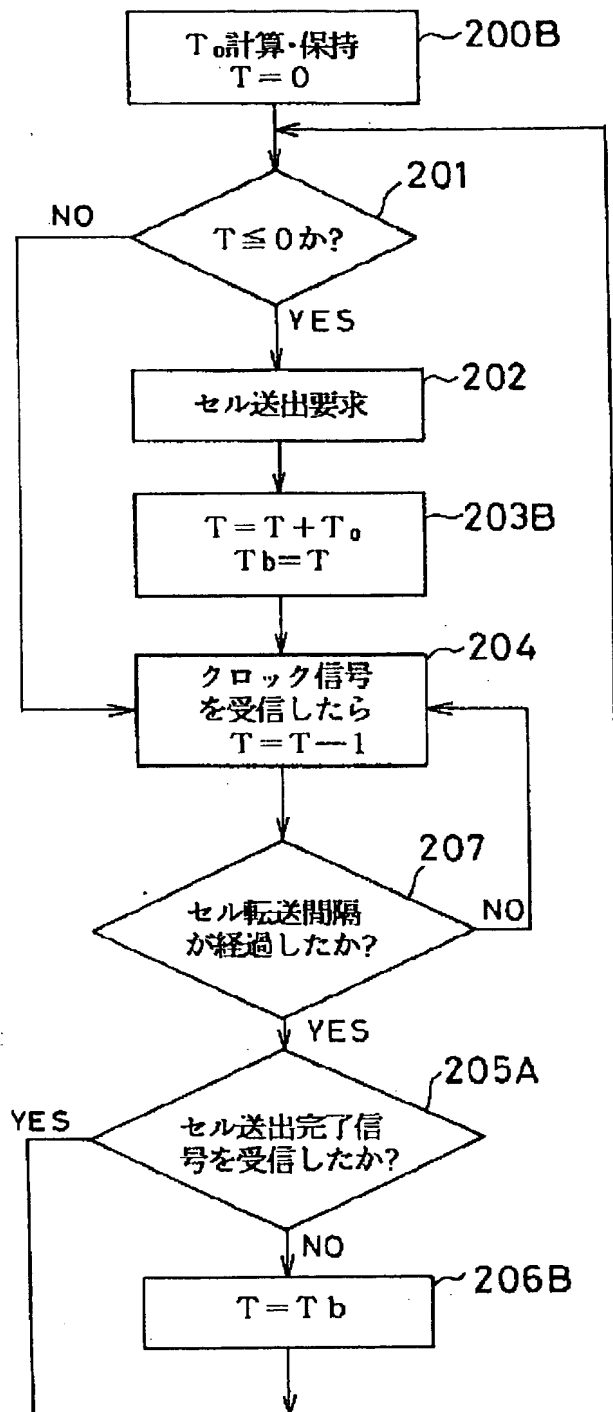 T₀計算・保持
T=0
200B
201
NO
T≦0か?
YES
セル送出要求
202
T=T+T₀
Tb=T
203B
クロック信号
を受信したら
T=T−1
204
207
セル転送間隔
が経過したか?
NO
YES
205A
YES
セル送出完了信
号を受信したか?
NO
T=Tb
206B